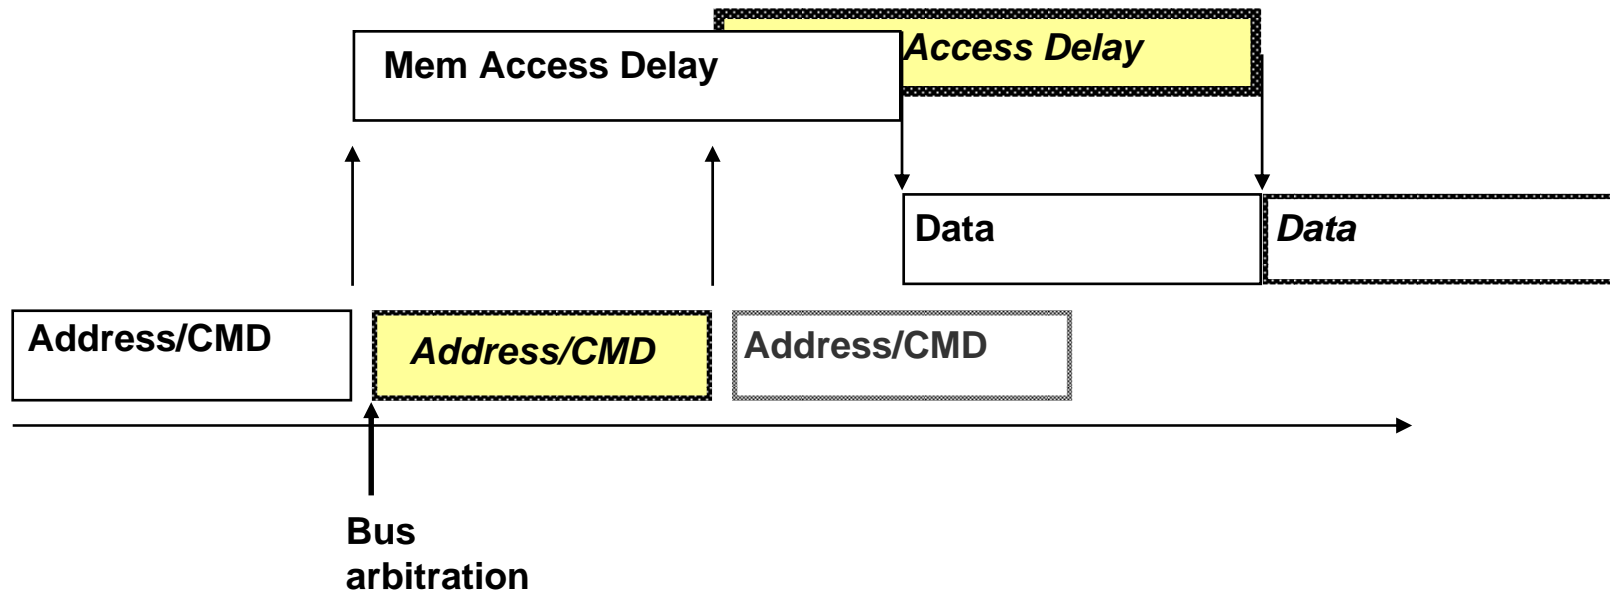 Mem Access Delay
Access Delay
Data
Data
Address/CMD
Address/CMD
Address/CMD
Bus
arbitration